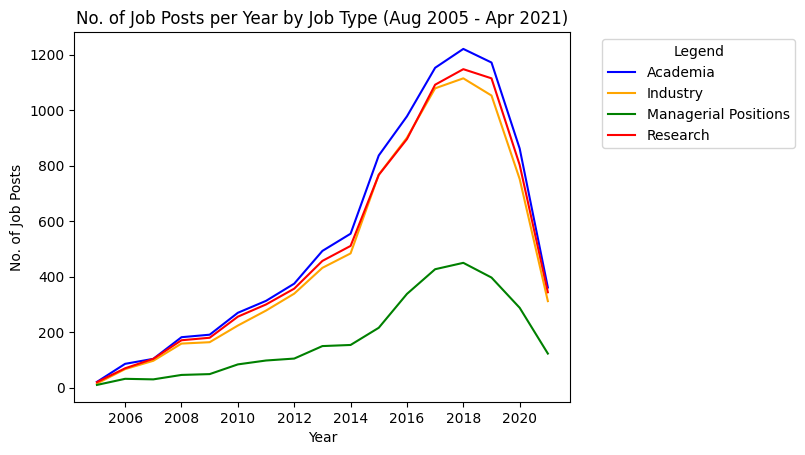 No. of Job Posts per Year by Job Type (Aug 2005 - Apr 2021)
No. of Job Posts
1200
1000
800
600
400
200
0
2006 2008 2010 2012 2014 2016 2018 2020
Year
Legend
Academia
Industry
Managerial Positions
Research